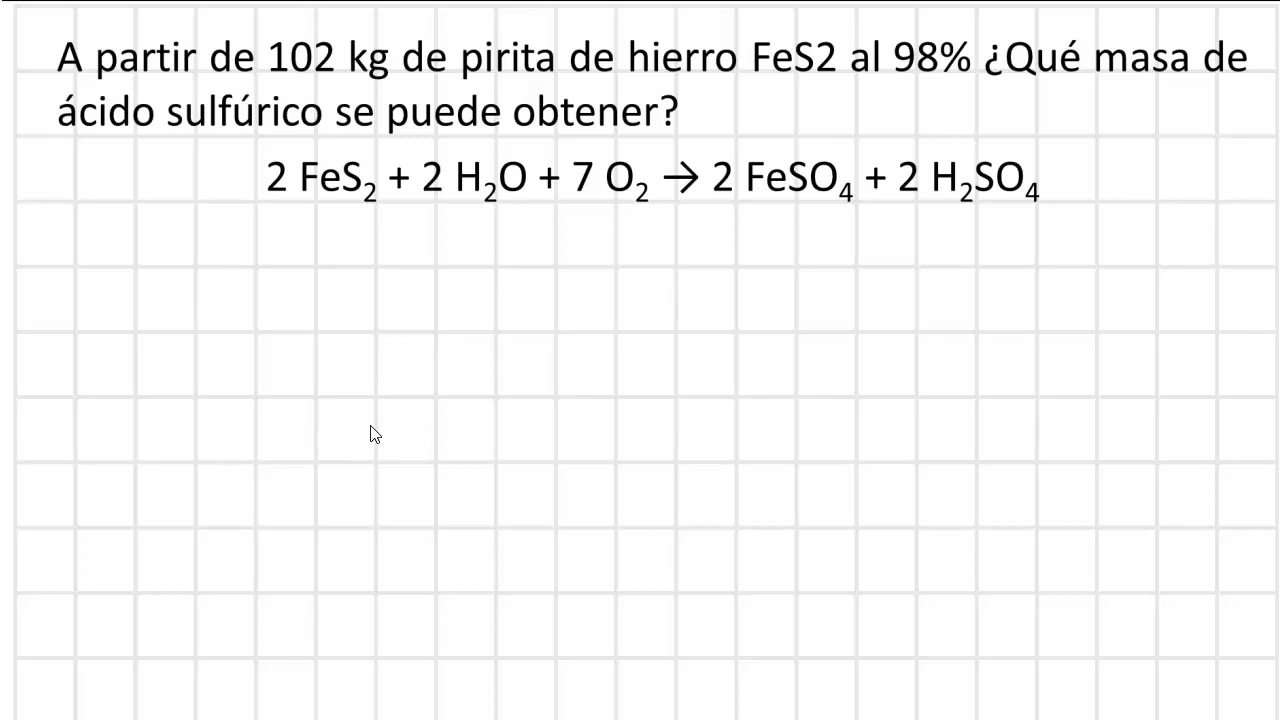 A partir de 102 kg de pirita de hierro FeS2 al 98% ¿Qué masa de
ácido sulfúrico se puede obtener?
2 FeS₂ + 2 H₂O + 7 O₂ → 2 FeSO₄ + 2 H₂SO₄